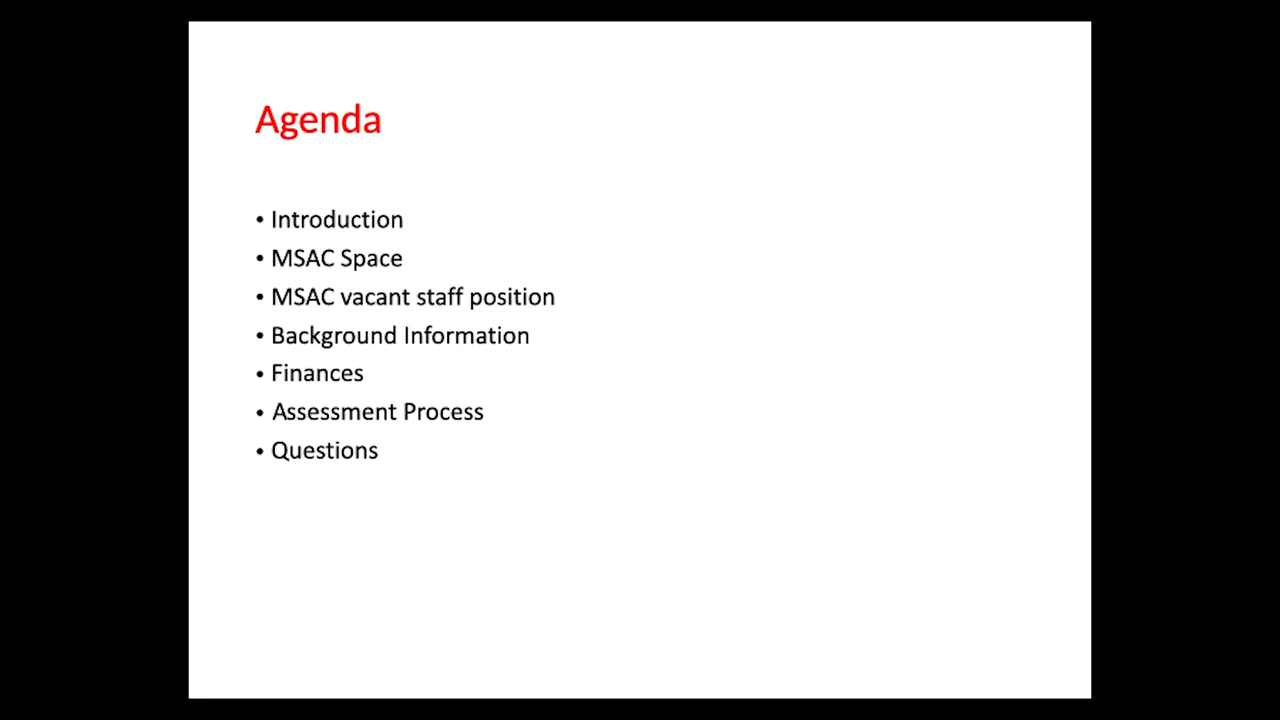 Agenda
• Introduction
• MSAC Space
• MSAC vacant staff position
• Background Information
• Finances
• Assessment Process
• Questions